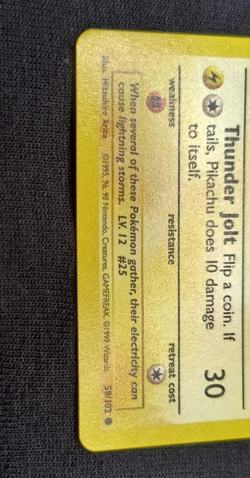 Thunder Jolt Flip a coin. If
tails, Pikachu does 10 damage
to itself.
30
weakness
resistance
retreat cost
When several of these Pokémon gather, their electricity can
cause lightning storms. LV. 12 #25
Illus. Mitsuhiro Arita ©1995, 96, 98 Nintendo, Creatures, GAMEFREAK. ©1999 Wizards. 58/102